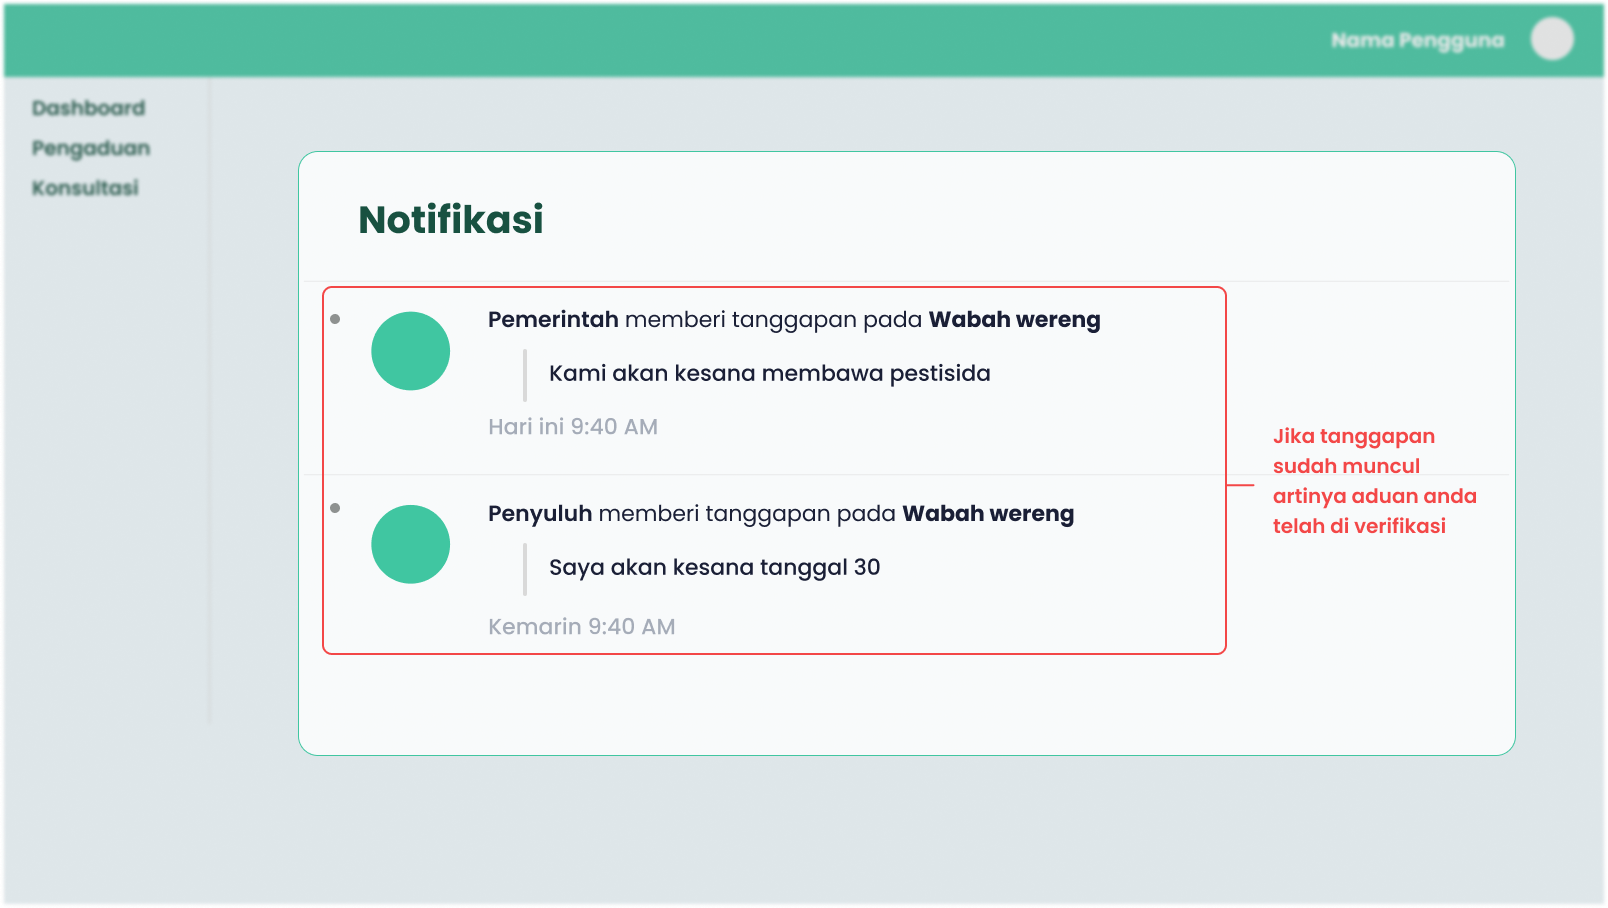 Nama Pengguna
Dashboard
Pengaduan
Konsultasi
Notifikasi
Pemerintah memberi tanggapan pada Wabah wereng
Kami akan kesana membawa pestisida
Hari ini 9:40 AM
Penyuluh memberi tanggapan pada Wabah wereng
Saya akan kesana tanggal 30
Kemarin 9:40 AM
Jika tanggapan
sudah muncul
artinya aduan anda
telah di verifikasi